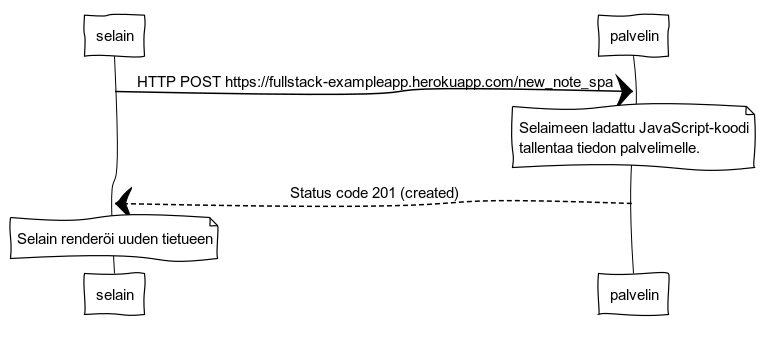 selain
palvelin
HTTP POST https://fullstack-exampleapp.herokuapp.com/new_note_spa
Selaimeen ladattu JavaScript-koodi
tallentaa tiedon palvelimelle.
Status code 201 (created)
Selain renderöi uuden tietueen
selain
palvelin